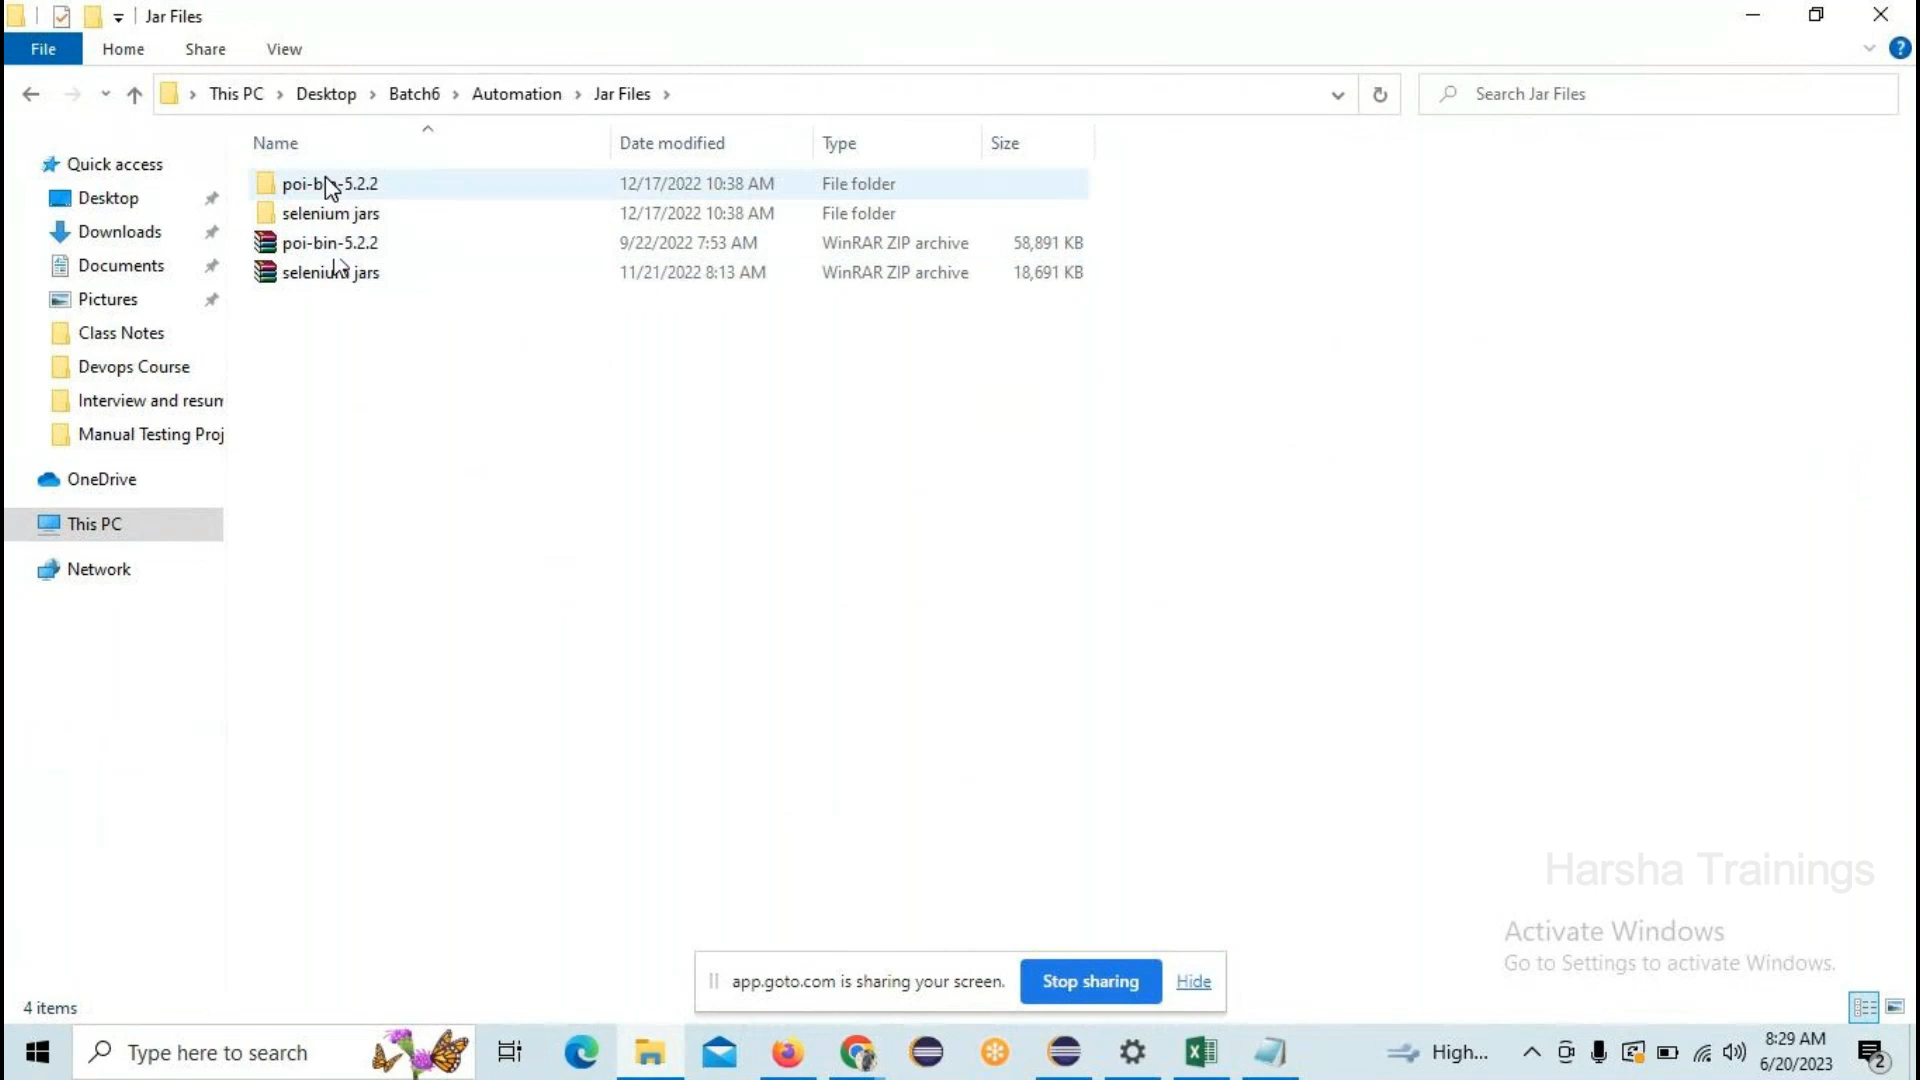 Jar Files
File Home Share View
This PC Desktop Batch6 Automation Jar Files
Search Jar Files
Name Date modified Type Size
Quick access
Desktop
Downloads
Documents
Pictures
Class Notes
Devops Course
Interview and resum
Manual Testing Proj
OneDrive
This PC
Network
poi-bin-5.2.2 12/17/2022 10:38 AM File folder
selenium jars 12/17/2022 10:38 AM File folder
poi-bin-5.2.2 9/22/2022 7:53 AM WinRAR ZIP archive 58,891 KB
selenium jars 11/21/2022 8:13 AM WinRAR ZIP archive 18,691 KB
Harsha Trainings
Activate Windows
Go to Settings to activate Windows.
app.goto.com is sharing your screen. Stop sharing Hide
4 items
Type here to search
High...
8:29 AM
6/20/2023
2